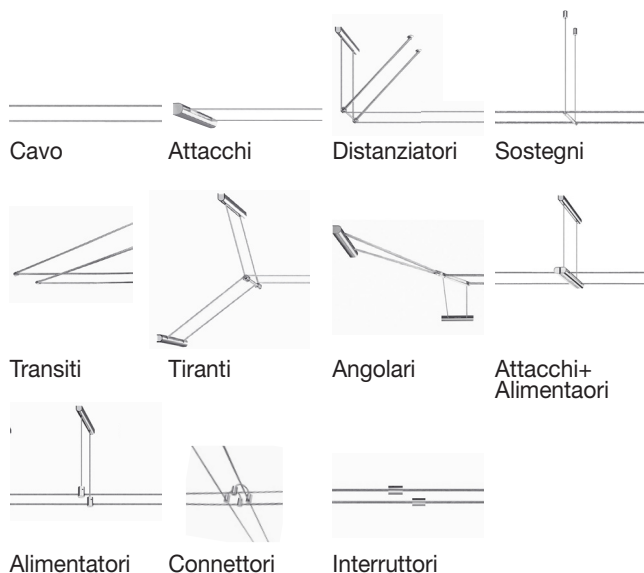 Cavo
Attacchi
Distanziatori
Sostegni
Transiti
Tiranti
Angolari
Attacchi+
Alimentaori
Alimentatori
Connettori
Interruttori